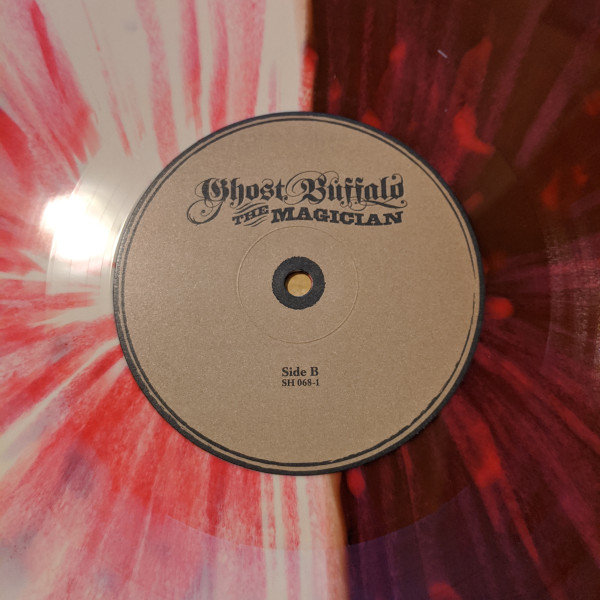 Ghost Buffalo
THE MAGICIAN
Side B
SH 068-1